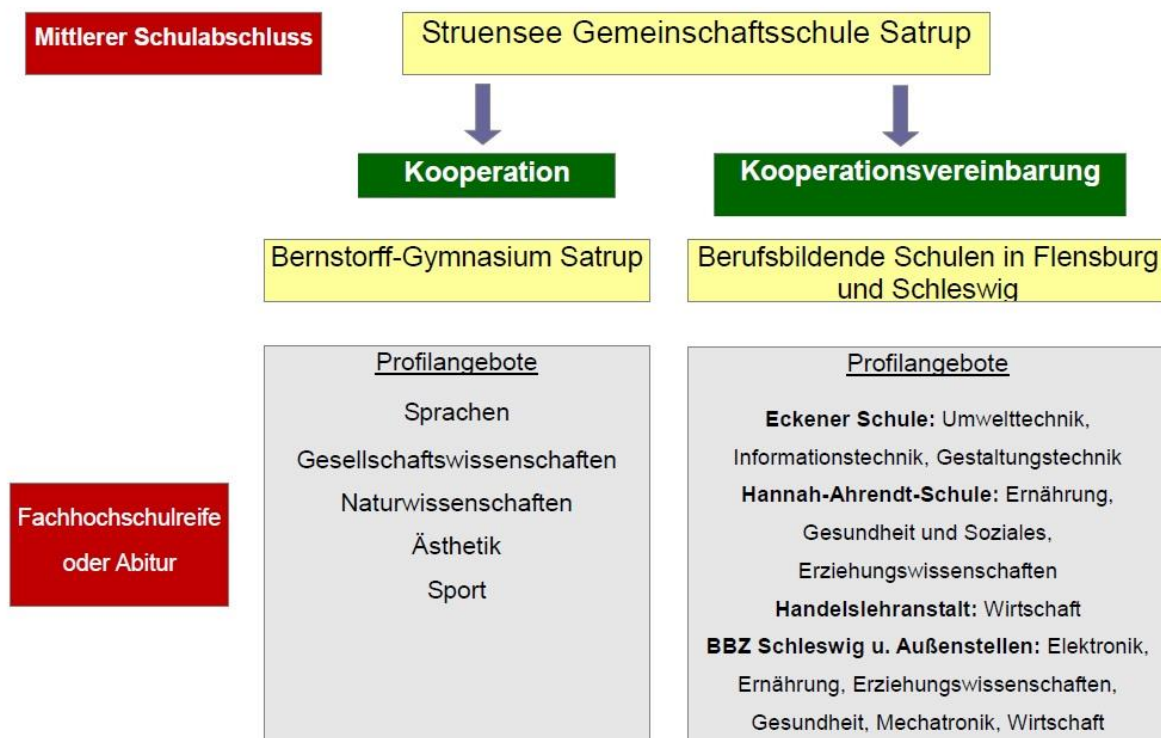 Mittlerer Schulabschluss
Struensee Gemeinschaftsschule Satrup
Kooperation
Kooperationsvereinbarung
Bernstorff-Gymnasium Satrup
Berufsbildende Schulen in Flensburg
und Schleswig
Fachhochschulreife
oder Abitur
Profilangebote
Sprachen
Gesellschaftswissenschaften
Naturwissenschaften
Ästhetik
Sport
Profilangebote
Eckener Schule: Umwelttechnik,
Informationstechnik, Gestaltungstechnik
Hannah-Ahrendt-Schule: Ernährung,
Gesundheit und Soziales,
Erziehungswissenschaften
Handelslehranstalt: Wirtschaft
BBZ Schleswig u. Außenstellen: Elektronik,
Ernährung, Erziehungswissenschaften,
Gesundheit, Mechatronik, Wirtschaft